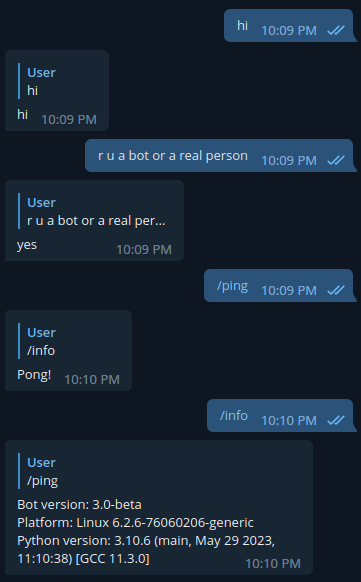 hi 10:09 PM
User
hi
hi 10:09 PM
r u a bot or a real person 10:09 PM
User
r u a bot or a real per...
yes 10:09 PM
/ping 10:09 PM
User
/info
Pong! 10:10 PM
/info 10:10 PM
User
/ping
Bot version: 3.0-beta
Platform: Linux 6.2.6-76060206-generic
Python version: 3.10.6 (main, May 29 2023,
11:10:38) [GCC 11.3.0] 10:10 PM